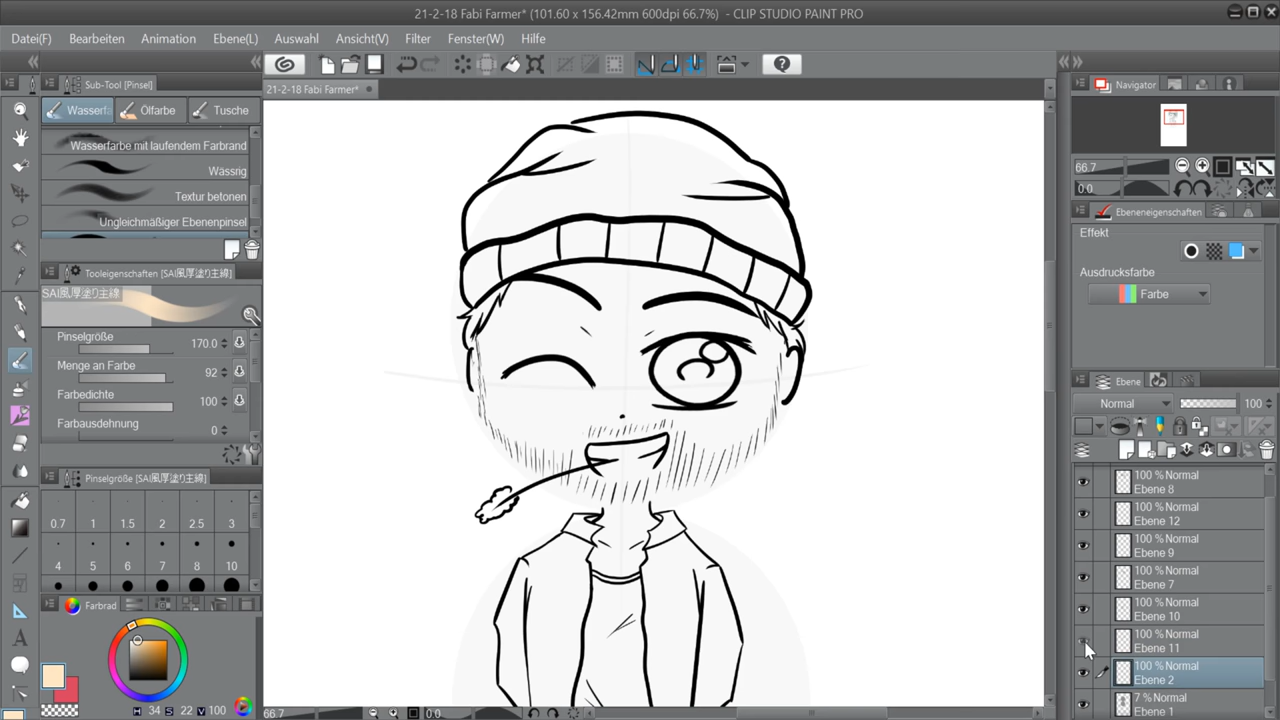 21-2-18 Fabi Farmer* (101.60 x 156.42mm 600dpi 66.7%) - CLIP STUDIO PAINT PRO
Datei(F) Bearbeiten Animation Ebene(L) Auswahl Ansicht(V) Filter Fenster(W) Hilfe
21-2-18 Fabi Farmer*
Sub-Tool [Pinsel]
Wasserfa Ölfarbe Tusche
Wasserfarbe mit laufendem Farbrand
Wässrig
Textur betonen
Ungleichmäßiger Ebenenpinsel
Tooleigenschaften [SAI風厚塗り主線]
SAI風厚塗り主線
Pinselgröße 170.0
Menge an Farbe 92
Farbedichte 100
Farbausdehnung 0
Pinselgröße [SAI風厚塗り主線]
0.7 1 1.5 2 2.5 3
4 5 6 7 8 10
Farbrad
H 34 S 22 V 100
66.7 0.0
Navigator
66.7
0.0
Ebeneneigenschaften
Effekt
Ausdrucksfarbe
Farbe
Ebene
Normal 100
100 % Normal
Ebene 8
100 % Normal
Ebene 12
100 % Normal
Ebene 9
100 % Normal
Ebene 7
100 % Normal
Ebene 10
100 % Normal
Ebene 11
100 % Normal
Ebene 2
7 % Normal
Ebene 1